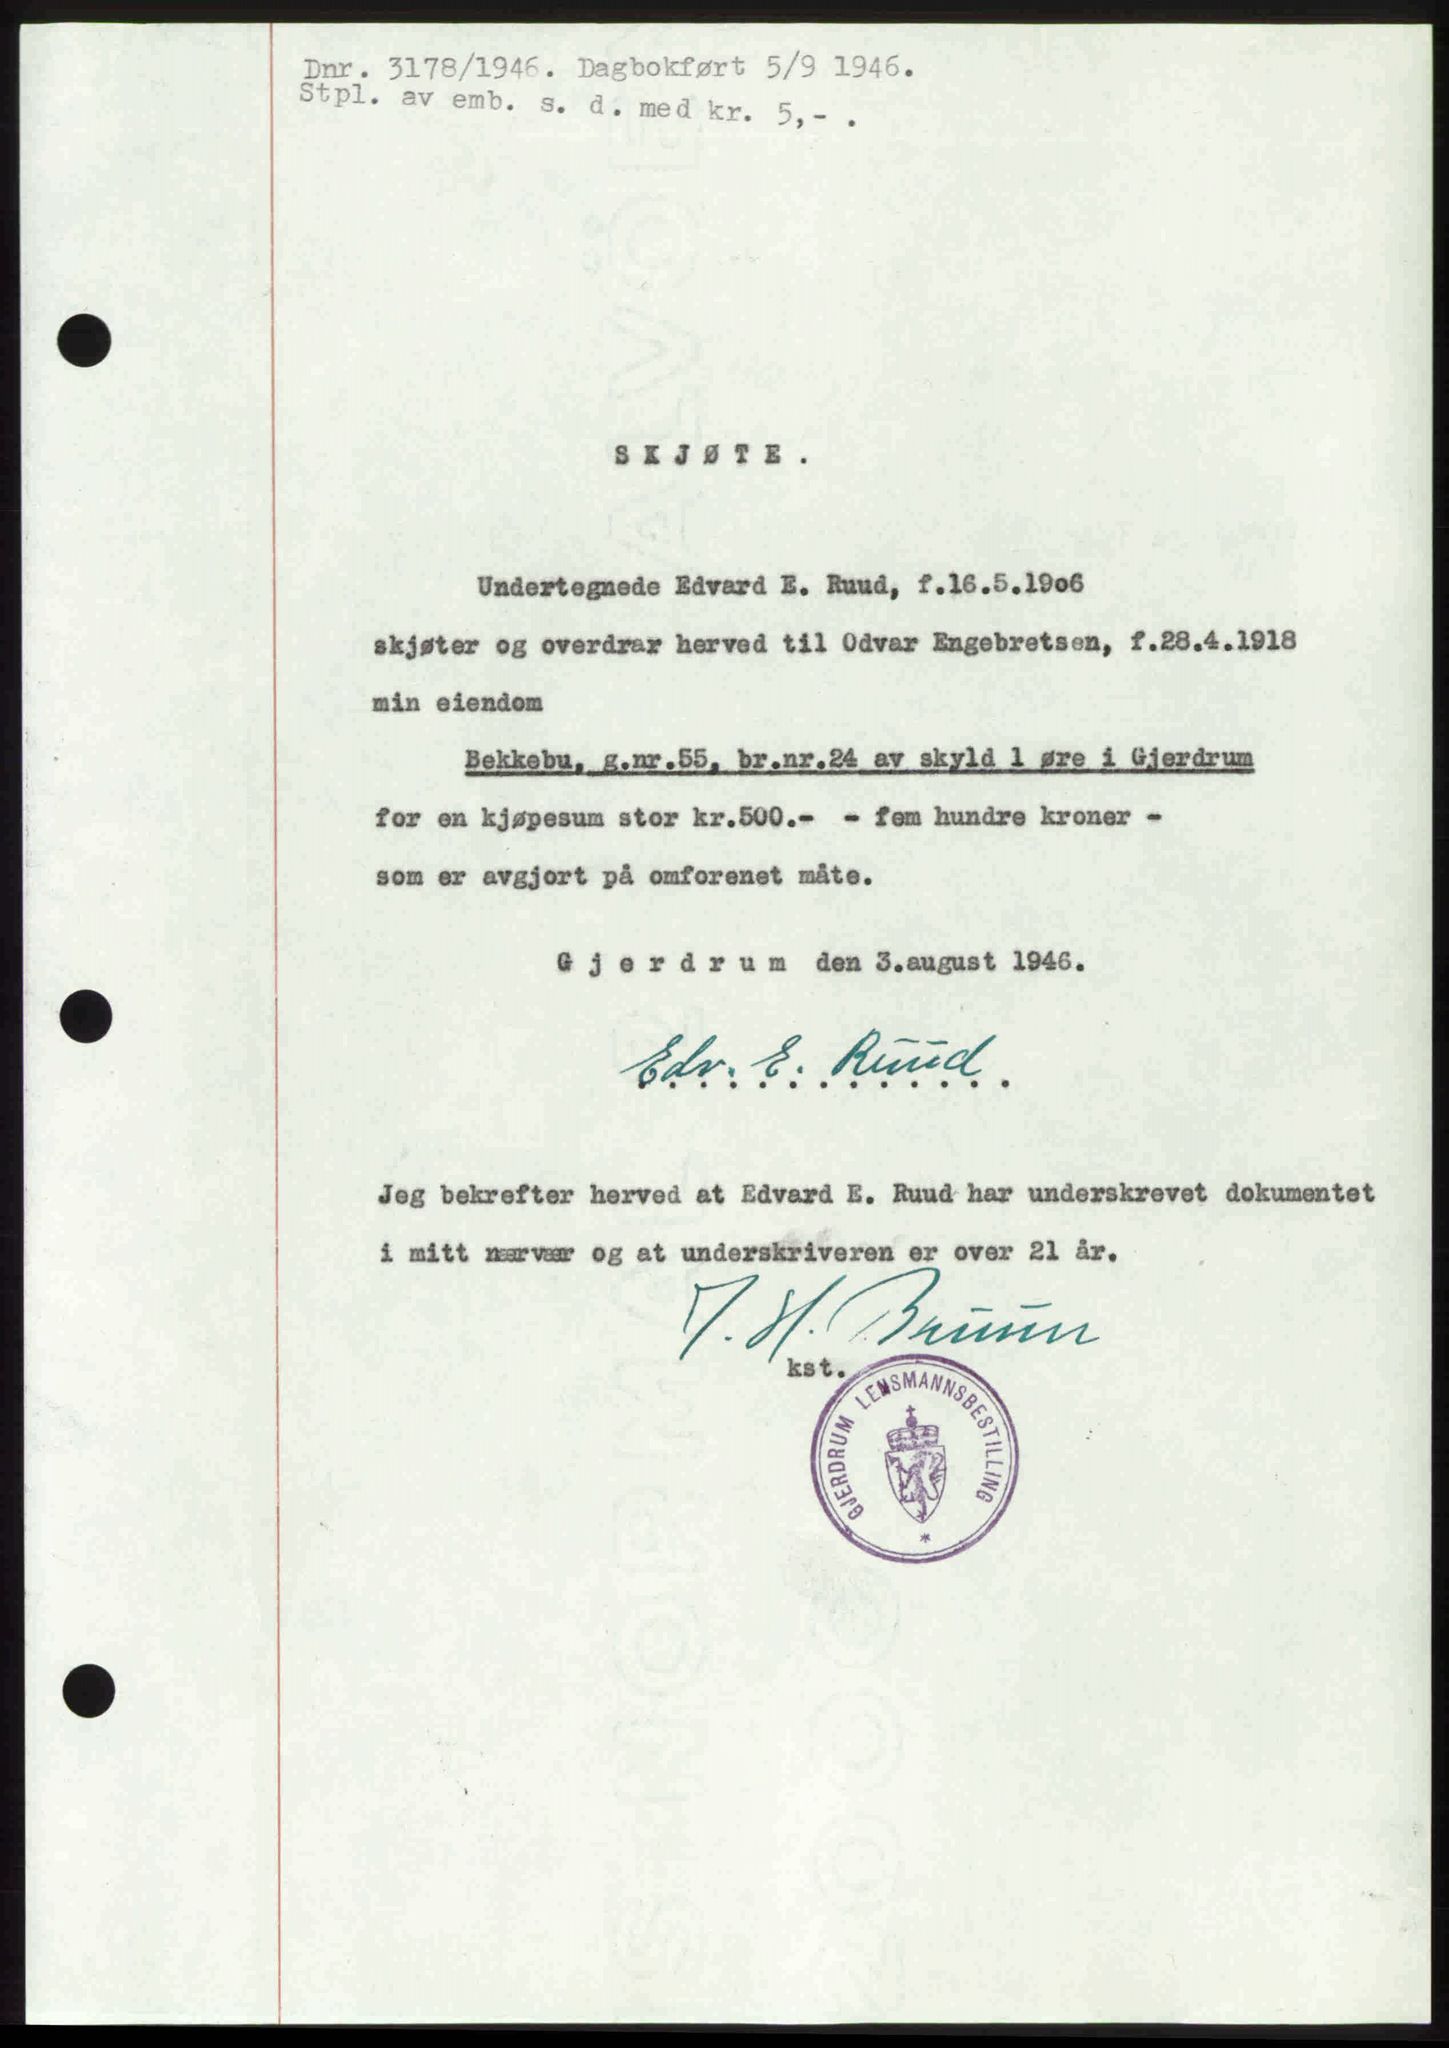 Dnr. 3178/1946. Dagbokført 5/9 1946.
Stpl. av emb. s. d. med kr. 5,- .
SKJØTE.
Undertegnede Edvard E. Ruud, f.16.5.1906
skjøter og overdrar herved til Odvar Engebretsen, f.28.4.1918
min eiendom
Bekkebu, g.nr.55, br.nr.24 av skyld 1 øre i Gjerdrum
for en kjøpesum stor kr.500.- - fem hundre kroner -
som er avgjort på omforenet måte.
Gjerdrum den 3.august 1946.
Edv. E. Ruud
Jeg bekrefter herved at Edvard E. Ruud har underskrevet dokumentet
i mitt nærvær og at underskriveren er over 21 år.
J. H. Bruun
kst.
GJERDRUM LENSMANNSBESTILLING